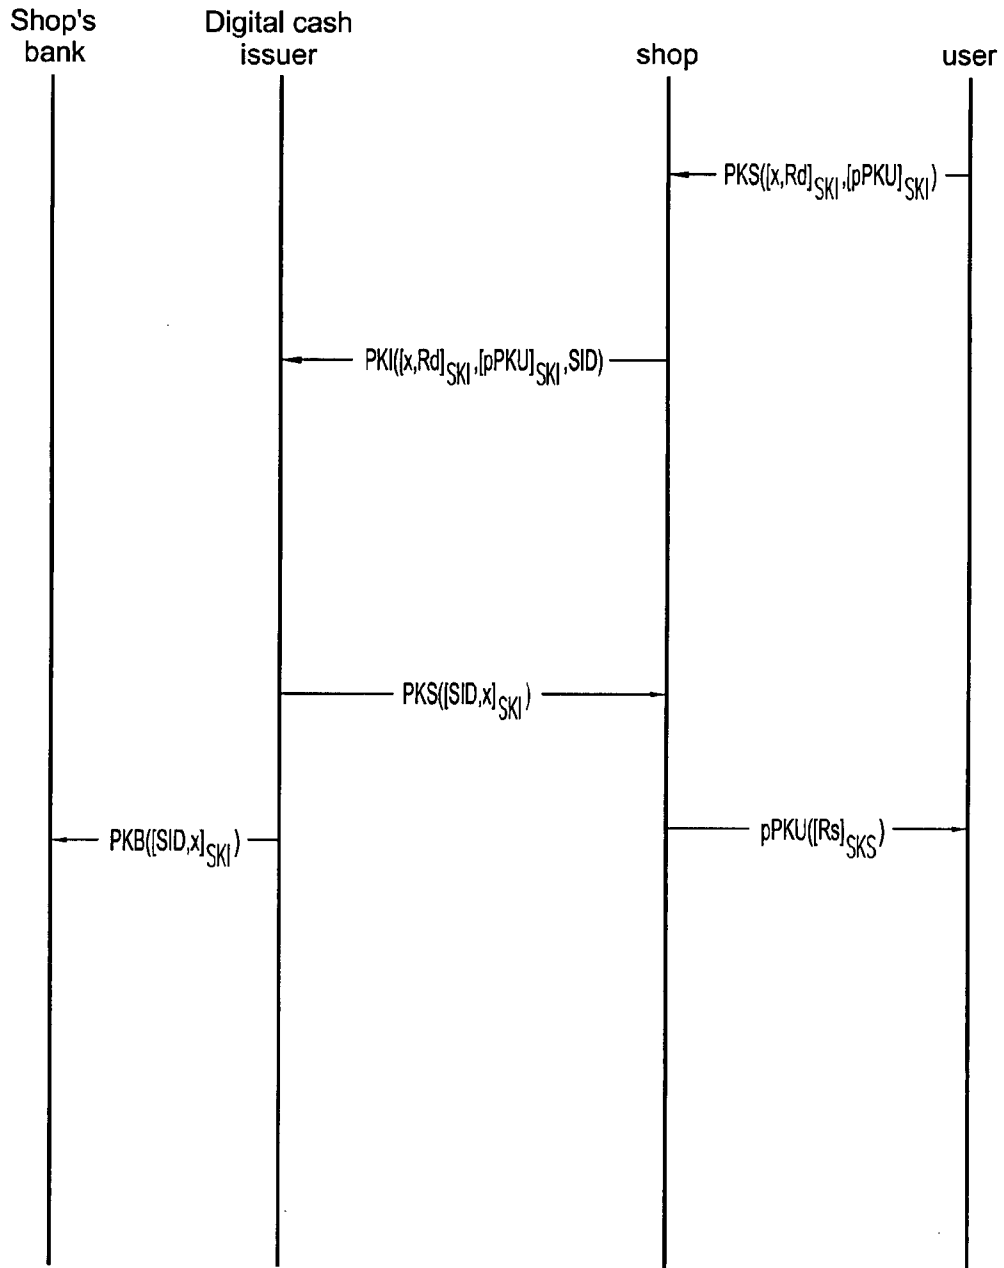 Shop's
bank
Digital cash
issuer
shop
user
PKS([x,Rd]SKI,[pPKU]SKI)
PKI([x,Rd]SKI,[pPKU]SKI,SID)
PKS([SID,x]SKI)
pPKU([Rs]SKS)
PKB([SID,x]SKI)